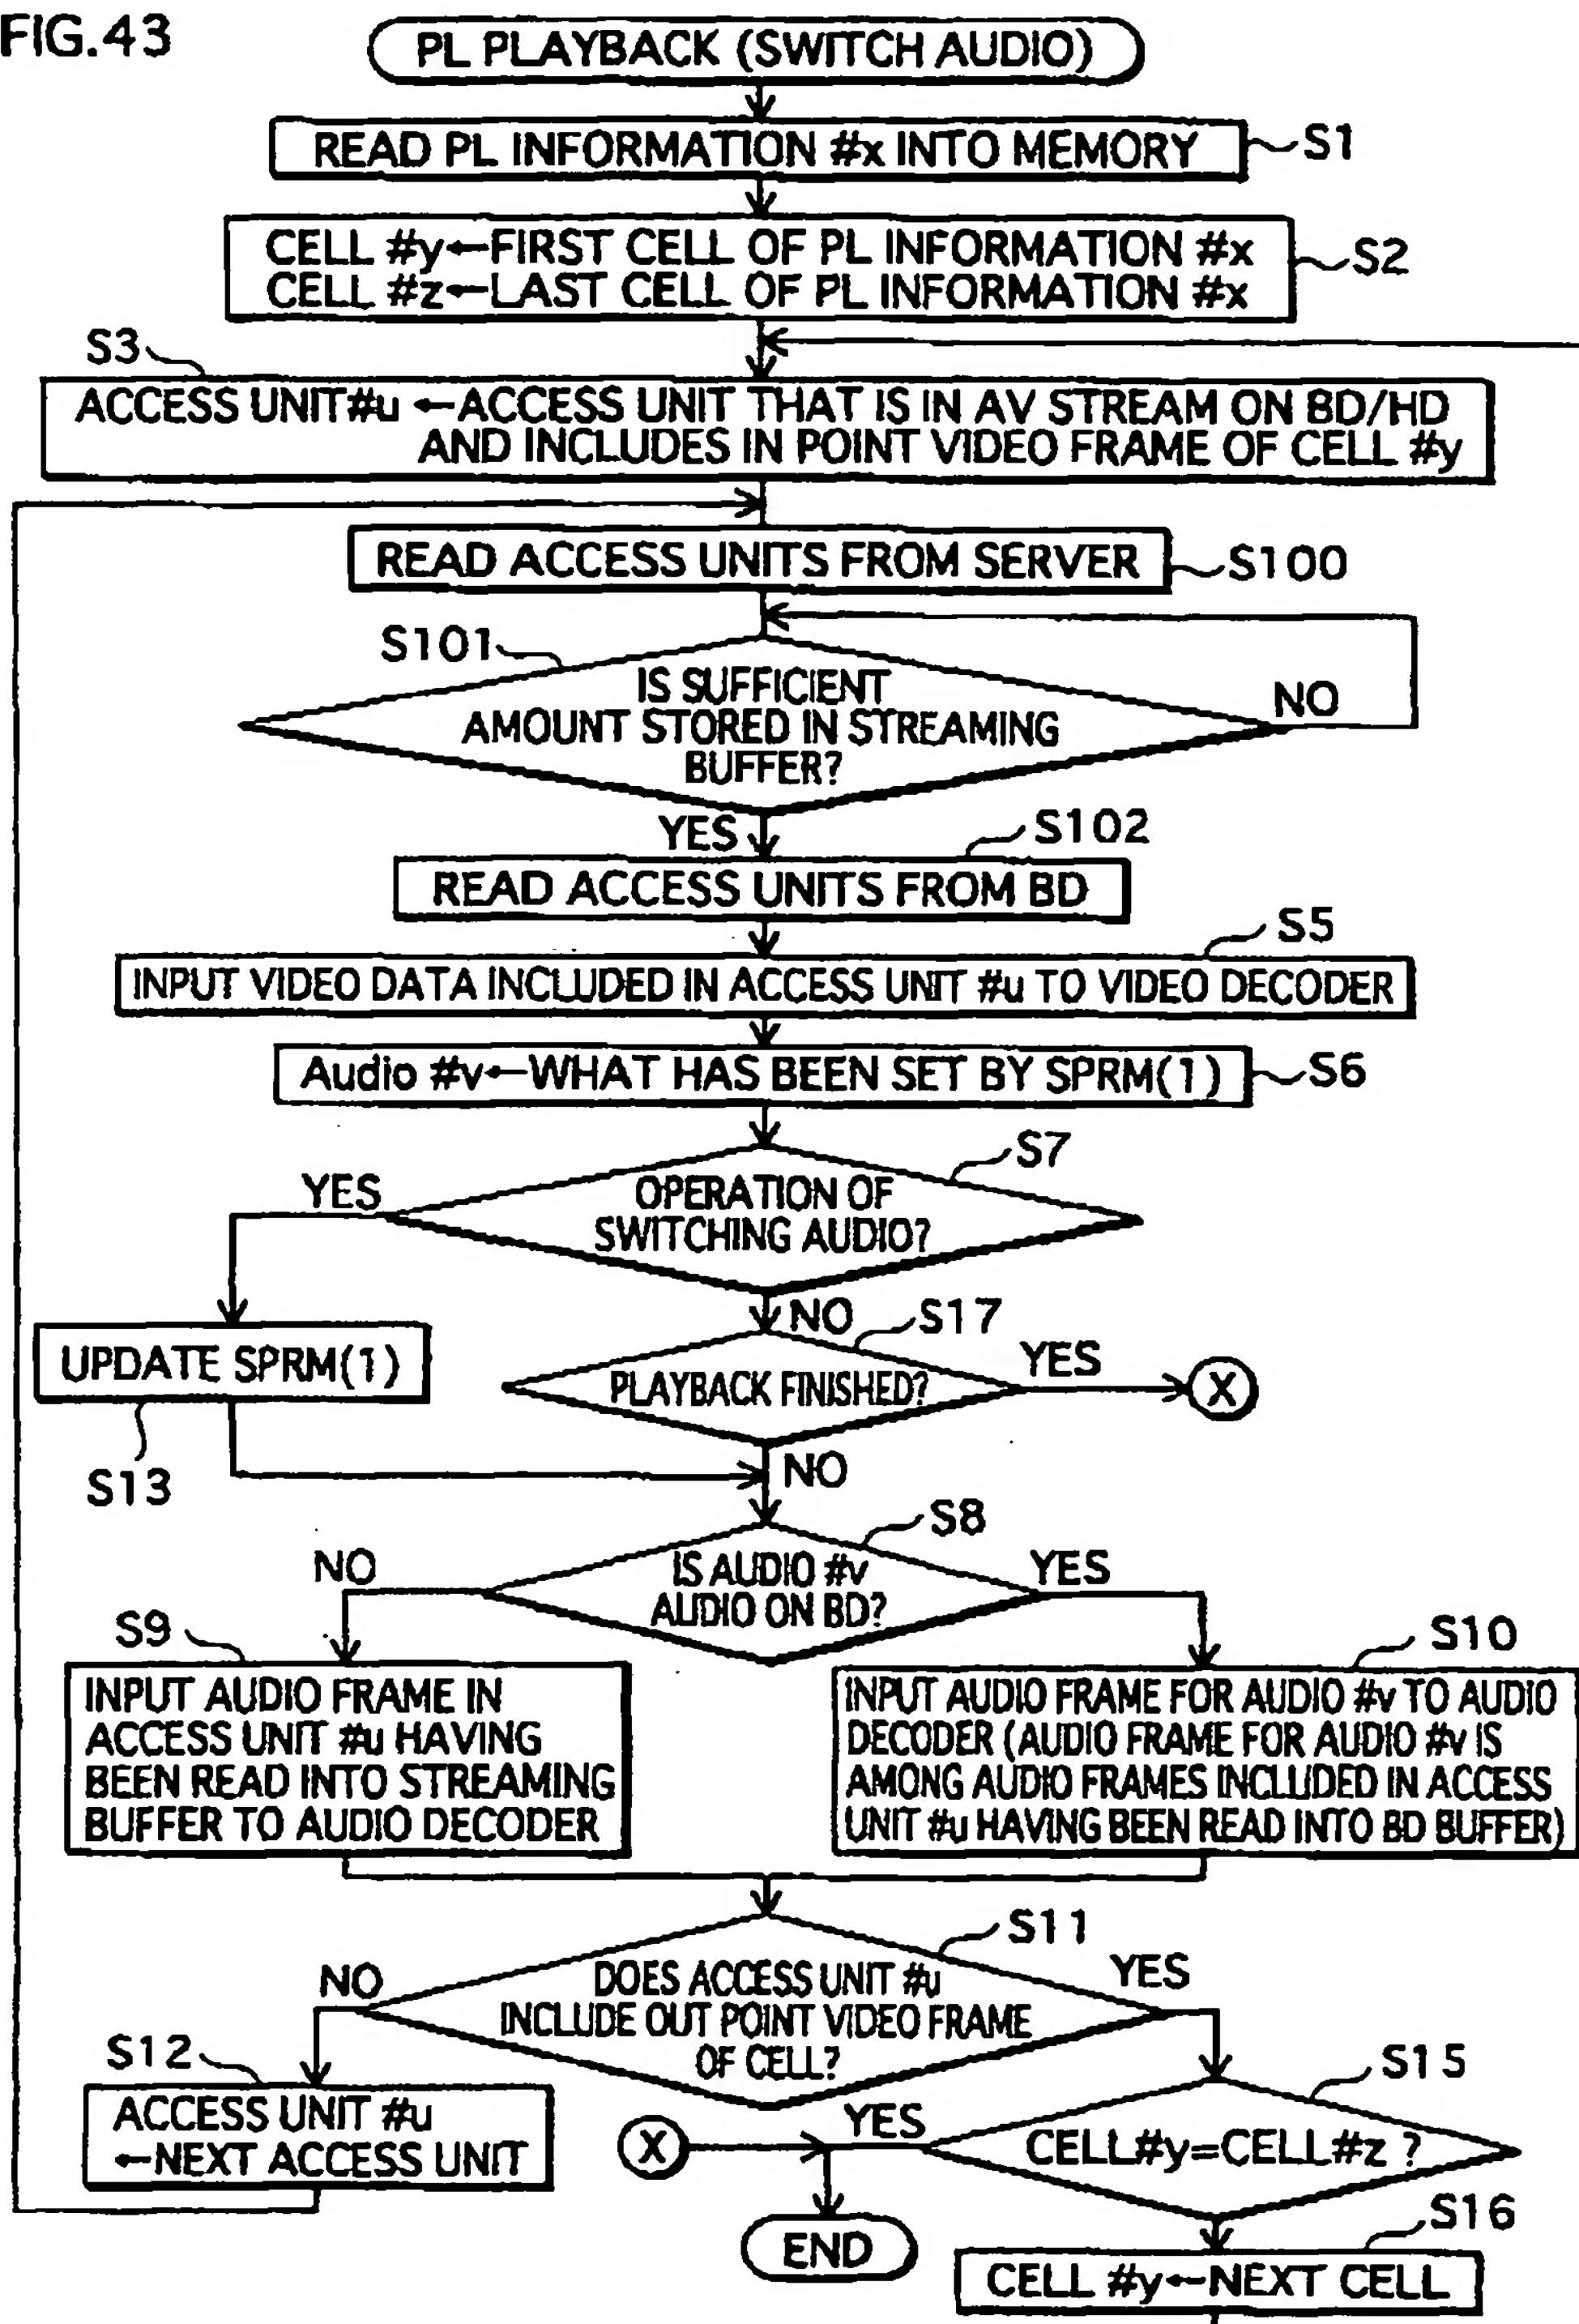 FIG.43
PL PLAYBACK (SWITCH AUDIO)
READ PL INFORMATION #x INTO MEMORY
S1
CELL #y←FIRST CELL OF PL INFORMATION #x
CELL #z←LAST CELL OF PL INFORMATION #x
S2
S3
ACCESS UNIT#u ←ACCESS UNIT THAT IS IN AV STREAM ON BD/HD
AND INCLUDES IN POINT VIDEO FRAME OF CELL #y
READ ACCESS UNITS FROM SERVER
S100
S101
IS SUFFICIENT
AMOUNT STORED IN STREAMING
BUFFER?
NO
YES
S102
READ ACCESS UNITS FROM BD
S5
INPUT VIDEO DATA INCLUDED IN ACCESS UNIT #u TO VIDEO DECODER
Audio #v←WHAT HAS BEEN SET BY SPRM(1)
S6
S7
YES
OPERATION OF
SWITCHING AUDIO?
NO
S17
UPDATE SPRM(1)
PLAYBACK FINISHED?
YES
X
S13
NO
S8
NO
IS AUDIO #v
AUDIO ON BD?
YES
S9
S10
INPUT AUDIO FRAME IN
ACCESS UNIT #u HAVING
BEEN READ INTO STREAMING
BUFFER TO AUDIO DECODER
INPUT AUDIO FRAME FOR AUDIO #v TO AUDIO
DECODER (AUDIO FRAME FOR AUDIO #v IS
AMONG AUDIO FRAMES INCLUDED IN ACCESS
UNIT #u HAVING BEEN READ INTO BD BUFFER)
S11
NO
DOES ACCESS UNIT #u
INCLUDE OUT POINT VIDEO FRAME
OF CELL?
YES
S12
S15
ACCESS UNIT #u
←NEXT ACCESS UNIT
X
YES
CELL#y=CELL#z ?
END
S16
CELL #y←NEXT CELL